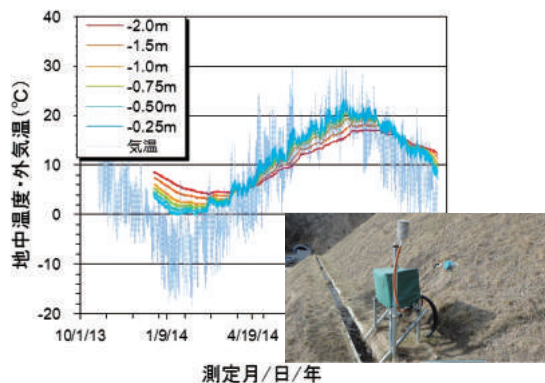 地中温度・外気温(℃)
40
30
20
10
0
-10
-20
-2.0m
-1.5m
-1.0m
-0.75m
-0.50m
-0.25m
気温
10/1/13
1/9/14
4/19/14
測定月/日/年